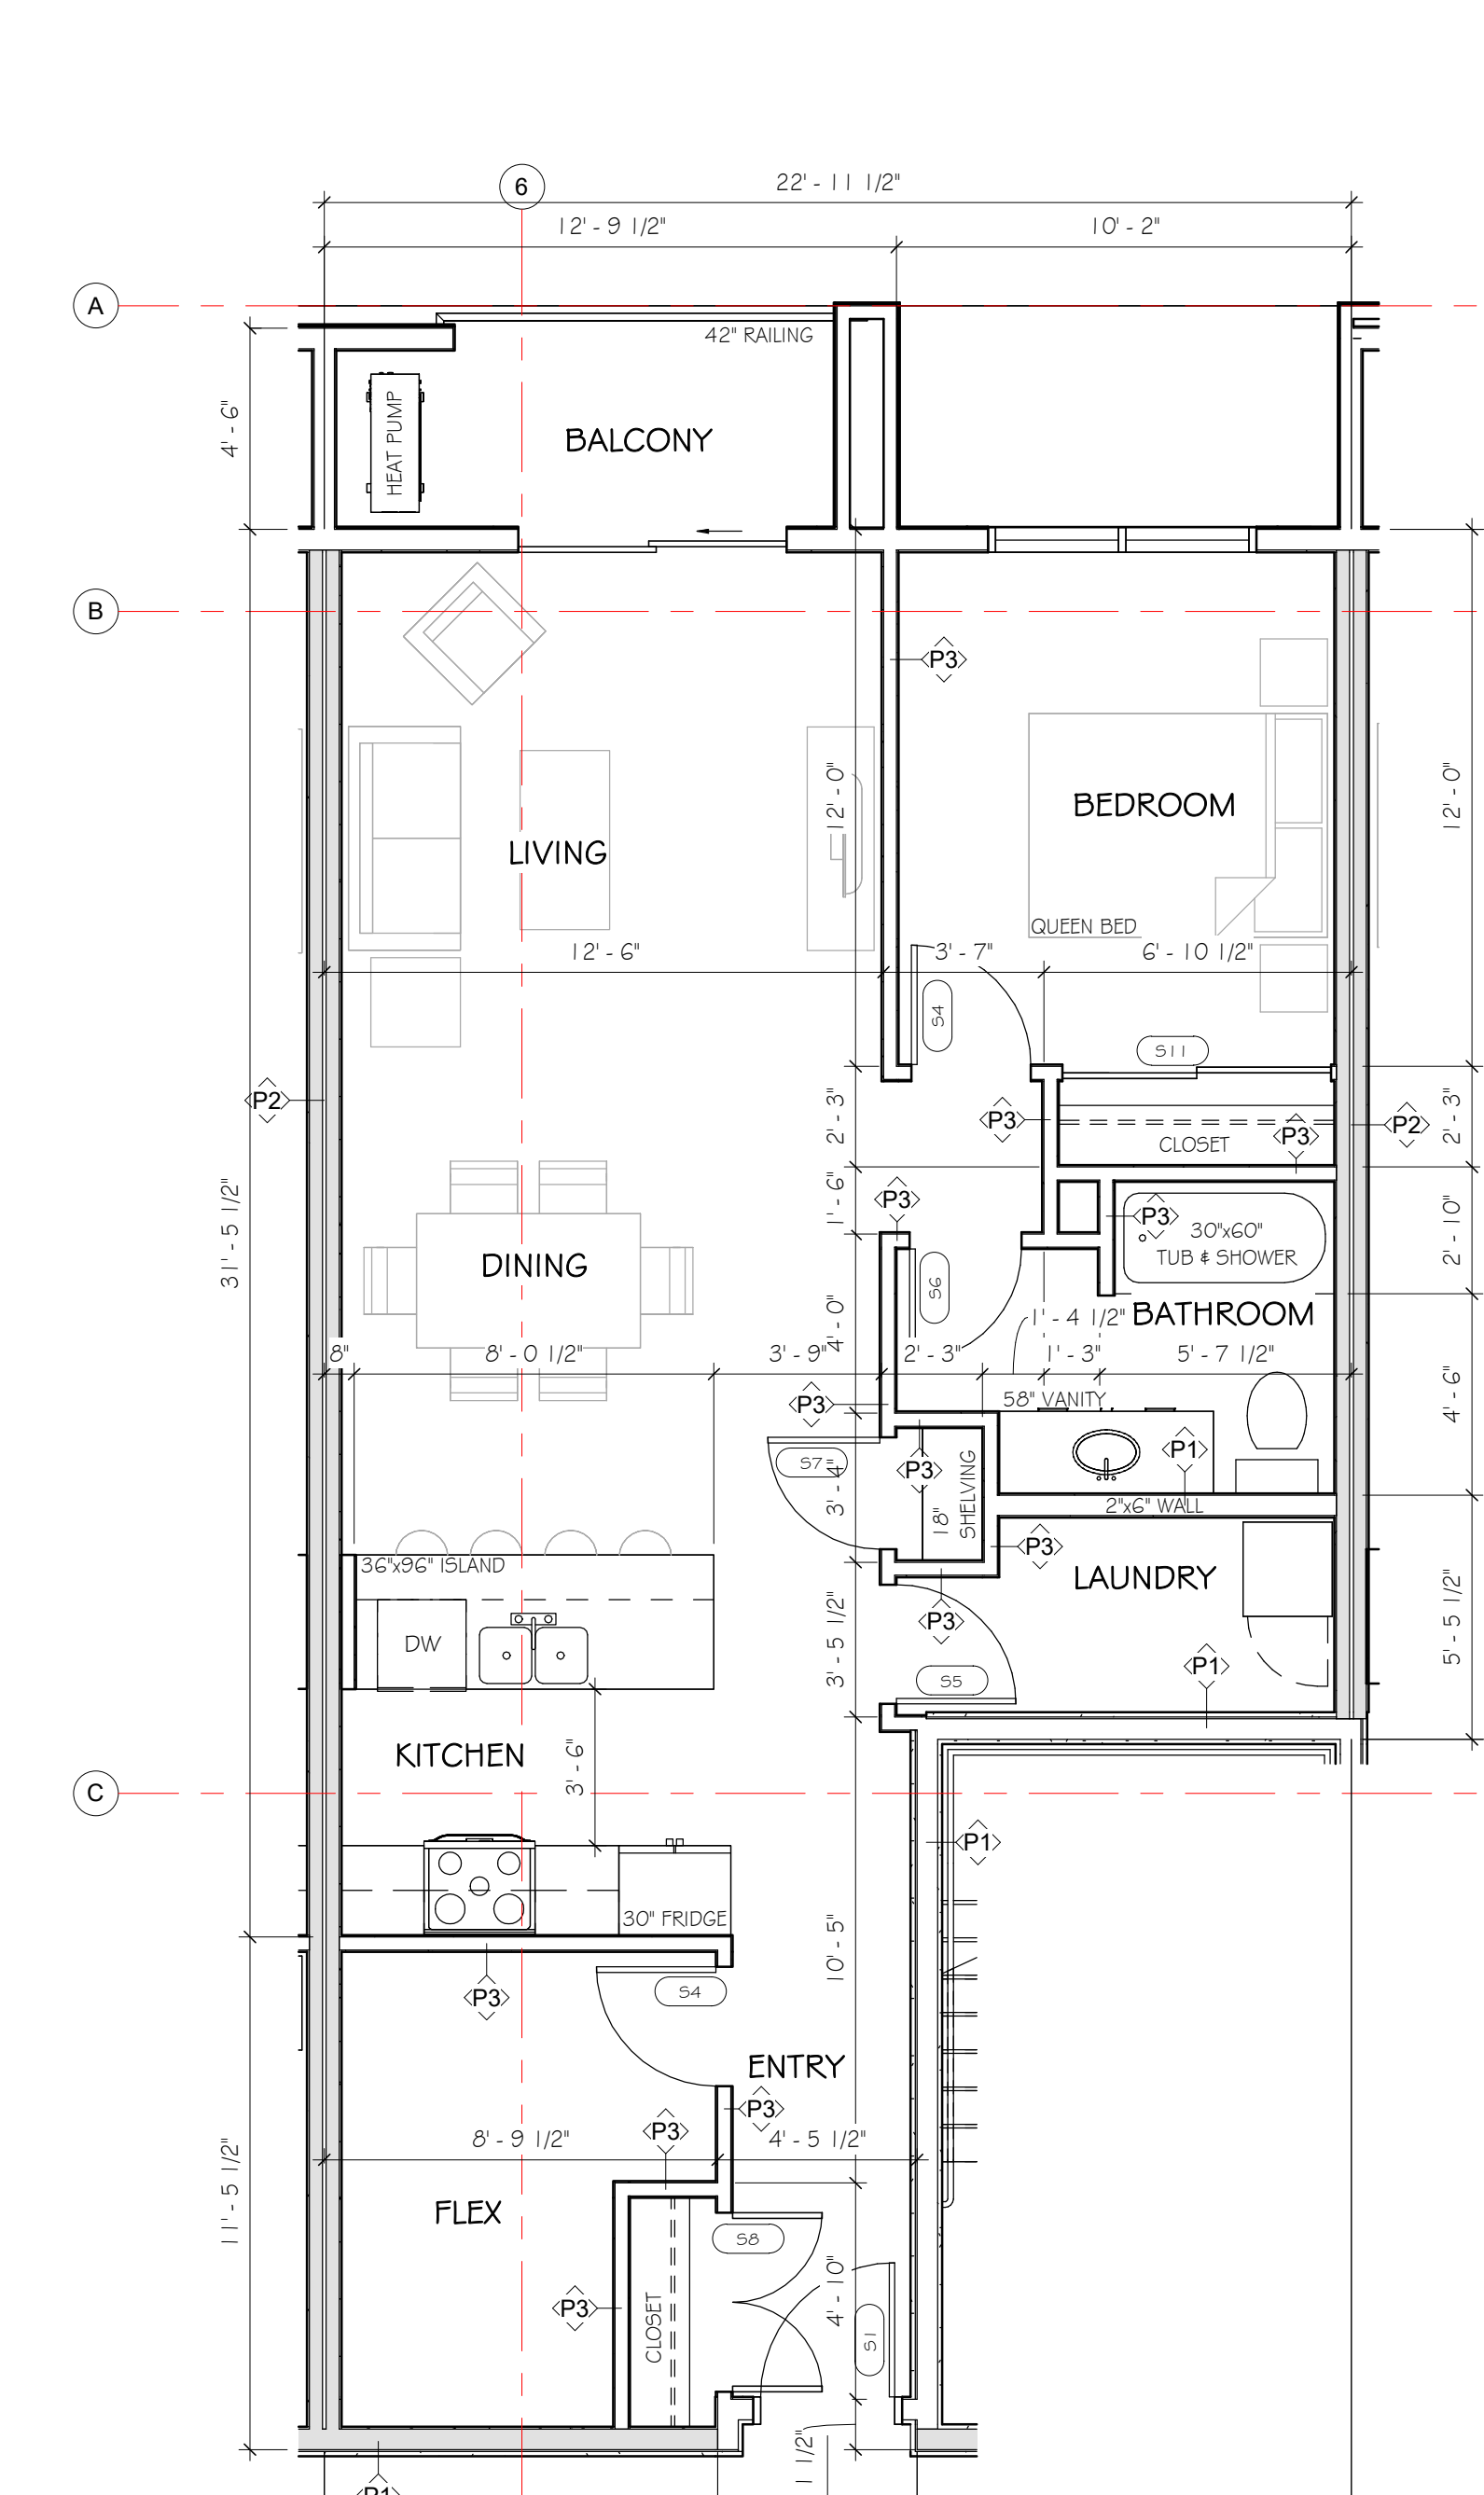 22' - 11 1/2"
6
12' - 9 1/2"
10' - 2"
A
42" RAILING
4' - 6"
HEAT PUMP
BALCONY
B
P3
12' - 0"
12' - 0"
BEDROOM
LIVING
QUEEN BED
12' - 6"
3' - 7"
6' - 10 1/2"
S4
S11
P2
P3
2' - 3"
P3
P2
2' - 3"
CLOSET
31' - 5 1/2"
1' - 6"
P3
P3
30"x60"
TUB & SHOWER
2' - 10"
DINING
S6
4' - 0"
1' - 4 1/2"
BATHROOM
8"
8' - 0 1/2"
3' - 9"
2' - 3"
1' - 3"
5' - 7 1/2"
P3
58" VANITY
4' - 6"
S7
P3
P1
3' - 4"
18"
SHELVING
2"x6" WALL
36"x96" ISLAND
P3
LAUNDRY
DW
P3
3' - 5 1/2"
5' - 5 1/2"
S5
P1
KITCHEN
3' - 6"
C
P1
30" FRIDGE
10' - 5"
P3
S4
ENTRY
P3
P3
8' - 9 1/2"
4' - 5 1/2"
11' - 5 1/2"
FLEX
S8
P3
CLOSET
4' - 10"
S1
1 1/2"
P1